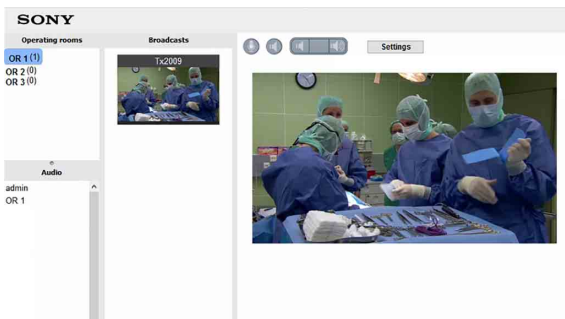 SONY
Operating rooms
Broadcasts
Settings
OR 1 (1)
OR 2 (0)
OR 3 (0)
Tx2009
Audio
admin
OR 1